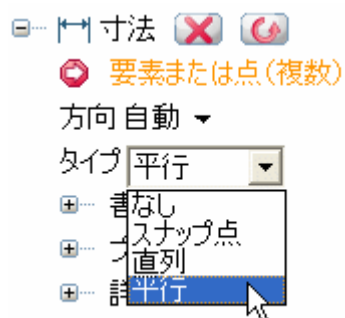 寸法
要素または点(複数)
方向 自動
タイプ 平行
なし
スナップ点
直列
平行